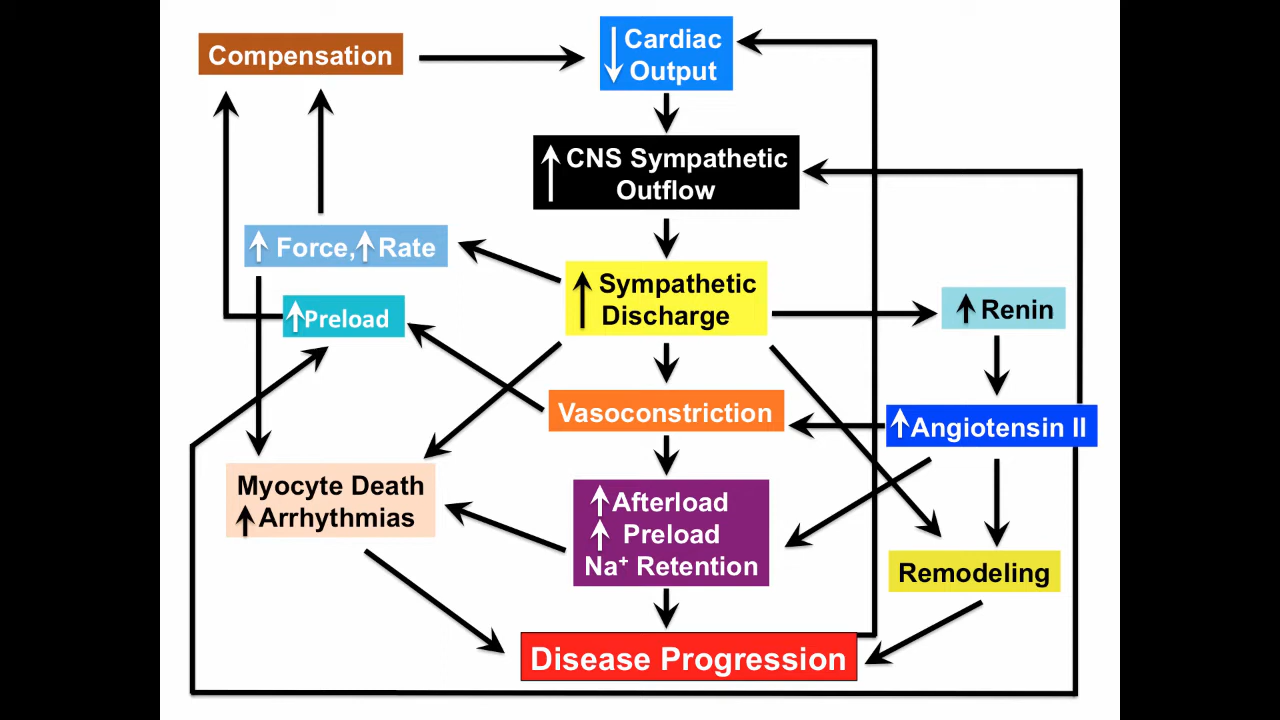 Compensation
Cardiac
Output
CNS Sympathetic
Outflow
Force, Rate
Sympathetic
Discharge
Renin
Preload
Vasoconstriction
Angiotensin II
Myocyte Death
Arrhythmias
Afterload
Preload
Na⁺ Retention
Remodeling
Disease Progression